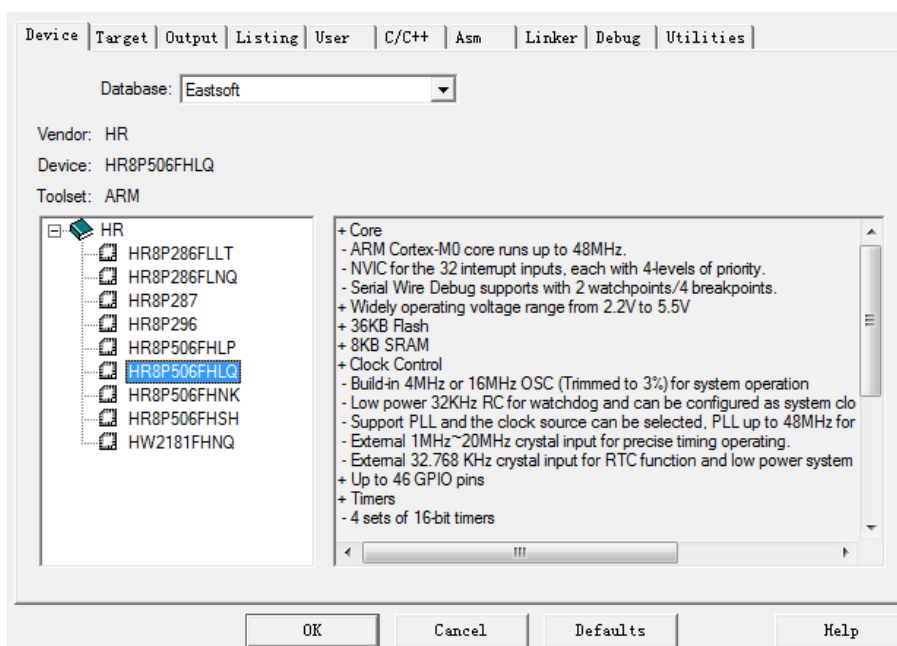 Device Target Output Listing User C/C++ Asm Linker Debug Utilities
Database: Eastsoft
Vendor: HR
Device: HR8P506FHLQ
Toolset: ARM
HR
HR8P286FLLT
HR8P286FLNQ
HR8P287
HR8P296
HR8P506FHLP
HR8P506FHLQ
HR8P506FHNK
HR8P506FHSH
HW2181FHNQ
+ Core
- ARM Cortex-M0 core runs up to 48MHz.
- NVIC for the 32 interrupt inputs, each with 4-levels of priority.
- Serial Wire Debug supports with 2 watchpoints/4 breakpoints.
+ Widely operating voltage range from 2.2V to 5.5V
+ 36KB Flash
+ 8KB SRAM
+ Clock Control
- Build-in 4MHz or 16MHz OSC (Trimmed to 3%) for system operation
- Low power 32KHz RC for watchdog and can be configured as system clo
- Support PLL and the clock source can be selected, PLL up to 48MHz for
- External 1MHz~20MHz crystal input for precise timing operating.
- External 32.768 KHz crystal input for RTC function and low power system
+ Up to 46 GPIO pins
+ Timers
- 4 sets of 16-bit timers
OK Cancel Defaults Help